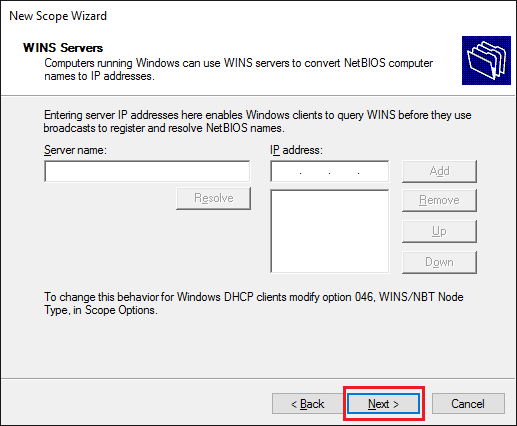 New Scope Wizard
WINS Servers
Computers running Windows can use WINS servers to convert NetBIOS computer
names to IP addresses.
Entering server IP addresses here enables Windows clients to query WINS before they use
broadcasts to register and resolve NetBIOS names.
Server name:
IP address:
Add
Resolve
Remove
Up
Down
To change this behavior for Windows DHCP clients modify option 046, WINS/NBT Node
Type, in Scope Options.
< Back
Next >
Cancel